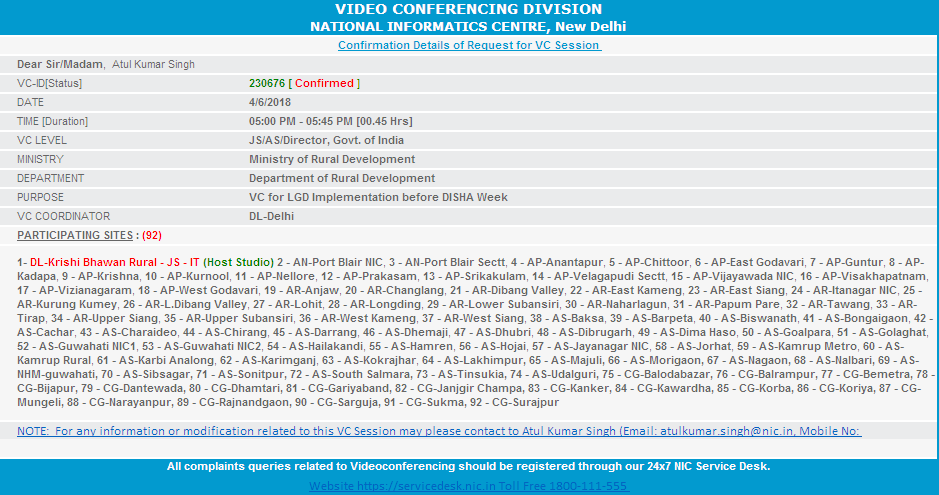 VIDEO CONFERENCING DIVISION
NATIONAL INFORMATICS CENTRE, New Delhi
Confirmation Details of Request for VC Session
Dear Sir/Madam, Atul Kumar Singh
VC-ID[Status] 230676 [ Confirmed ]
DATE 4/6/2018
TIME [Duration] 05:00 PM - 05:45 PM [00.45 Hrs]
VC LEVEL JS/AS/Director, Govt. of India
MINISTRY Ministry of Rural Development
DEPARTMENT Department of Rural Development
PURPOSE VC for LGD Implementation before DISHA Week
VC COORDINATOR DL-Delhi
PARTICIPATING SITES : (92)
1- DL-Krishi Bhawan Rural - JS - IT (Host Studio) 2 - AN-Port Blair NIC, 3 - AN-Port Blair Sectt, 4 - AP-Anantapur, 5 - AP-Chittoor, 6 - AP-East Godavari, 7 - AP-Guntur, 8 - AP-
Kadapa, 9 - AP-Krishna, 10 - AP-Kurnool, 11 - AP-Nellore, 12 - AP-Prakasam, 13 - AP-Srikakulam, 14 - AP-Velagapudi Sectt, 15 - AP-Vijayawada NIC, 16 - AP-Visakhapatnam,
17 - AP-Vizianagaram, 18 - AP-West Godavari, 19 - AR-Anjaw, 20 - AR-Changlang, 21 - AR-Dibang Valley, 22 - AR-East Kameng, 23 - AR-East Siang, 24 - AR-Itanagar NIC, 25 -
AR-Kurung Kumey, 26 - AR-L.Dibang Valley, 27 - AR-Lohit, 28 - AR-Longding, 29 - AR-Lower Subansiri, 30 - AR-Naharlagun, 31 - AR-Papum Pare, 32 - AR-Tawang, 33 - AR-
Tirap, 34 - AR-Upper Siang, 35 - AR-Upper Subansiri, 36 - AR-West Kameng, 37 - AR-West Siang, 38 - AS-Baksa, 39 - AS-Barpeta, 40 - AS-Biswanath, 41 - AS-Bongaigaon, 42 -
AS-Cachar, 43 - AS-Charaideo, 44 - AS-Chirang, 45 - AS-Darrang, 46 - AS-Dhemaji, 47 - AS-Dhubri, 48 - AS-Dibrugarh, 49 - AS-Dima Haso, 50 - AS-Goalpara, 51 - AS-Golaghat,
52 - AS-Guwahati NIC1, 53 - AS-Guwahati NIC2, 54 - AS-Hailakandi, 55 - AS-Hamren, 56 - AS-Hojai, 57 - AS-Jayanagar NIC, 58 - AS-Jorhat, 59 - AS-Kamrup Metro, 60 - AS-
Kamrup Rural, 61 - AS-Karbi Analong, 62 - AS-Karimganj, 63 - AS-Kokrajhar, 64 - AS-Lakhimpur, 65 - AS-Majuli, 66 - AS-Morigaon, 67 - AS-Nagaon, 68 - AS-Nalbari, 69 - AS-
NHM-guwahati, 70 - AS-Sibsagar, 71 - AS-Sonitpur, 72 - AS-South Salmara, 73 - AS-Tinsukia, 74 - AS-Udalguri, 75 - CG-Balodabazar, 76 - CG-Balrampur, 77 - CG-Bemetra, 78 -
CG-Bijapur, 79 - CG-Dantewada, 80 - CG-Dhamtari, 81 - CG-Gariyaband, 82 - CG-Janjgir Champa, 83 - CG-Kanker, 84 - CG-Kawardha, 85 - CG-Korba, 86 - CG-Koriya, 87 - CG-
Mungeli, 88 - CG-Narayanpur, 89 - CG-Rajnandgaon, 90 - CG-Sarguja, 91 - CG-Sukma, 92 - CG-Surajpur
NOTE: For any information or modification related to this VC Session may please contact to Atul Kumar Singh (Email: atulkumar.singh@nic.in, Mobile No:
All complaints queries related to Videoconferencing should be registered through our 24x7 NIC Service Desk.
Website https://servicedesk.nic.in Toll Free 1800-111-555